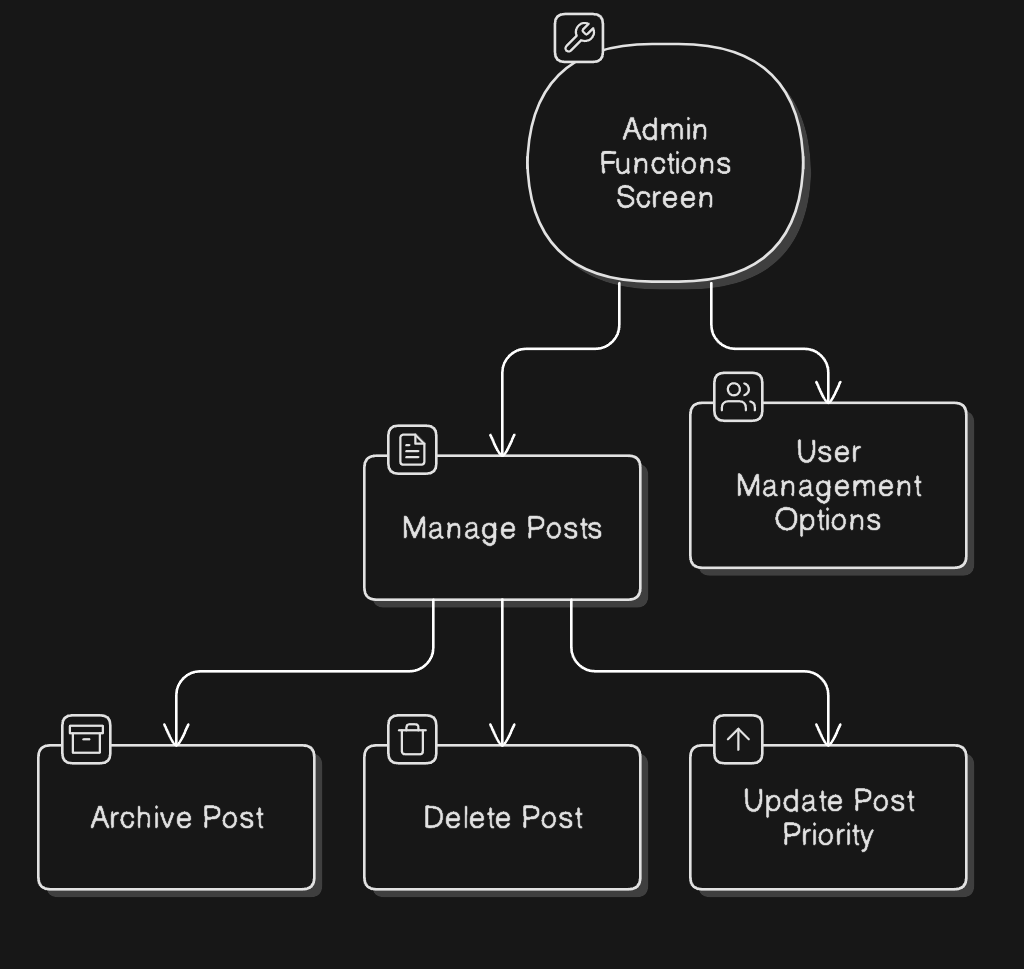 Admin
Functions
Screen
User
Management
Options
Manage Posts
Archive Post
Delete Post
Update Post
Priority